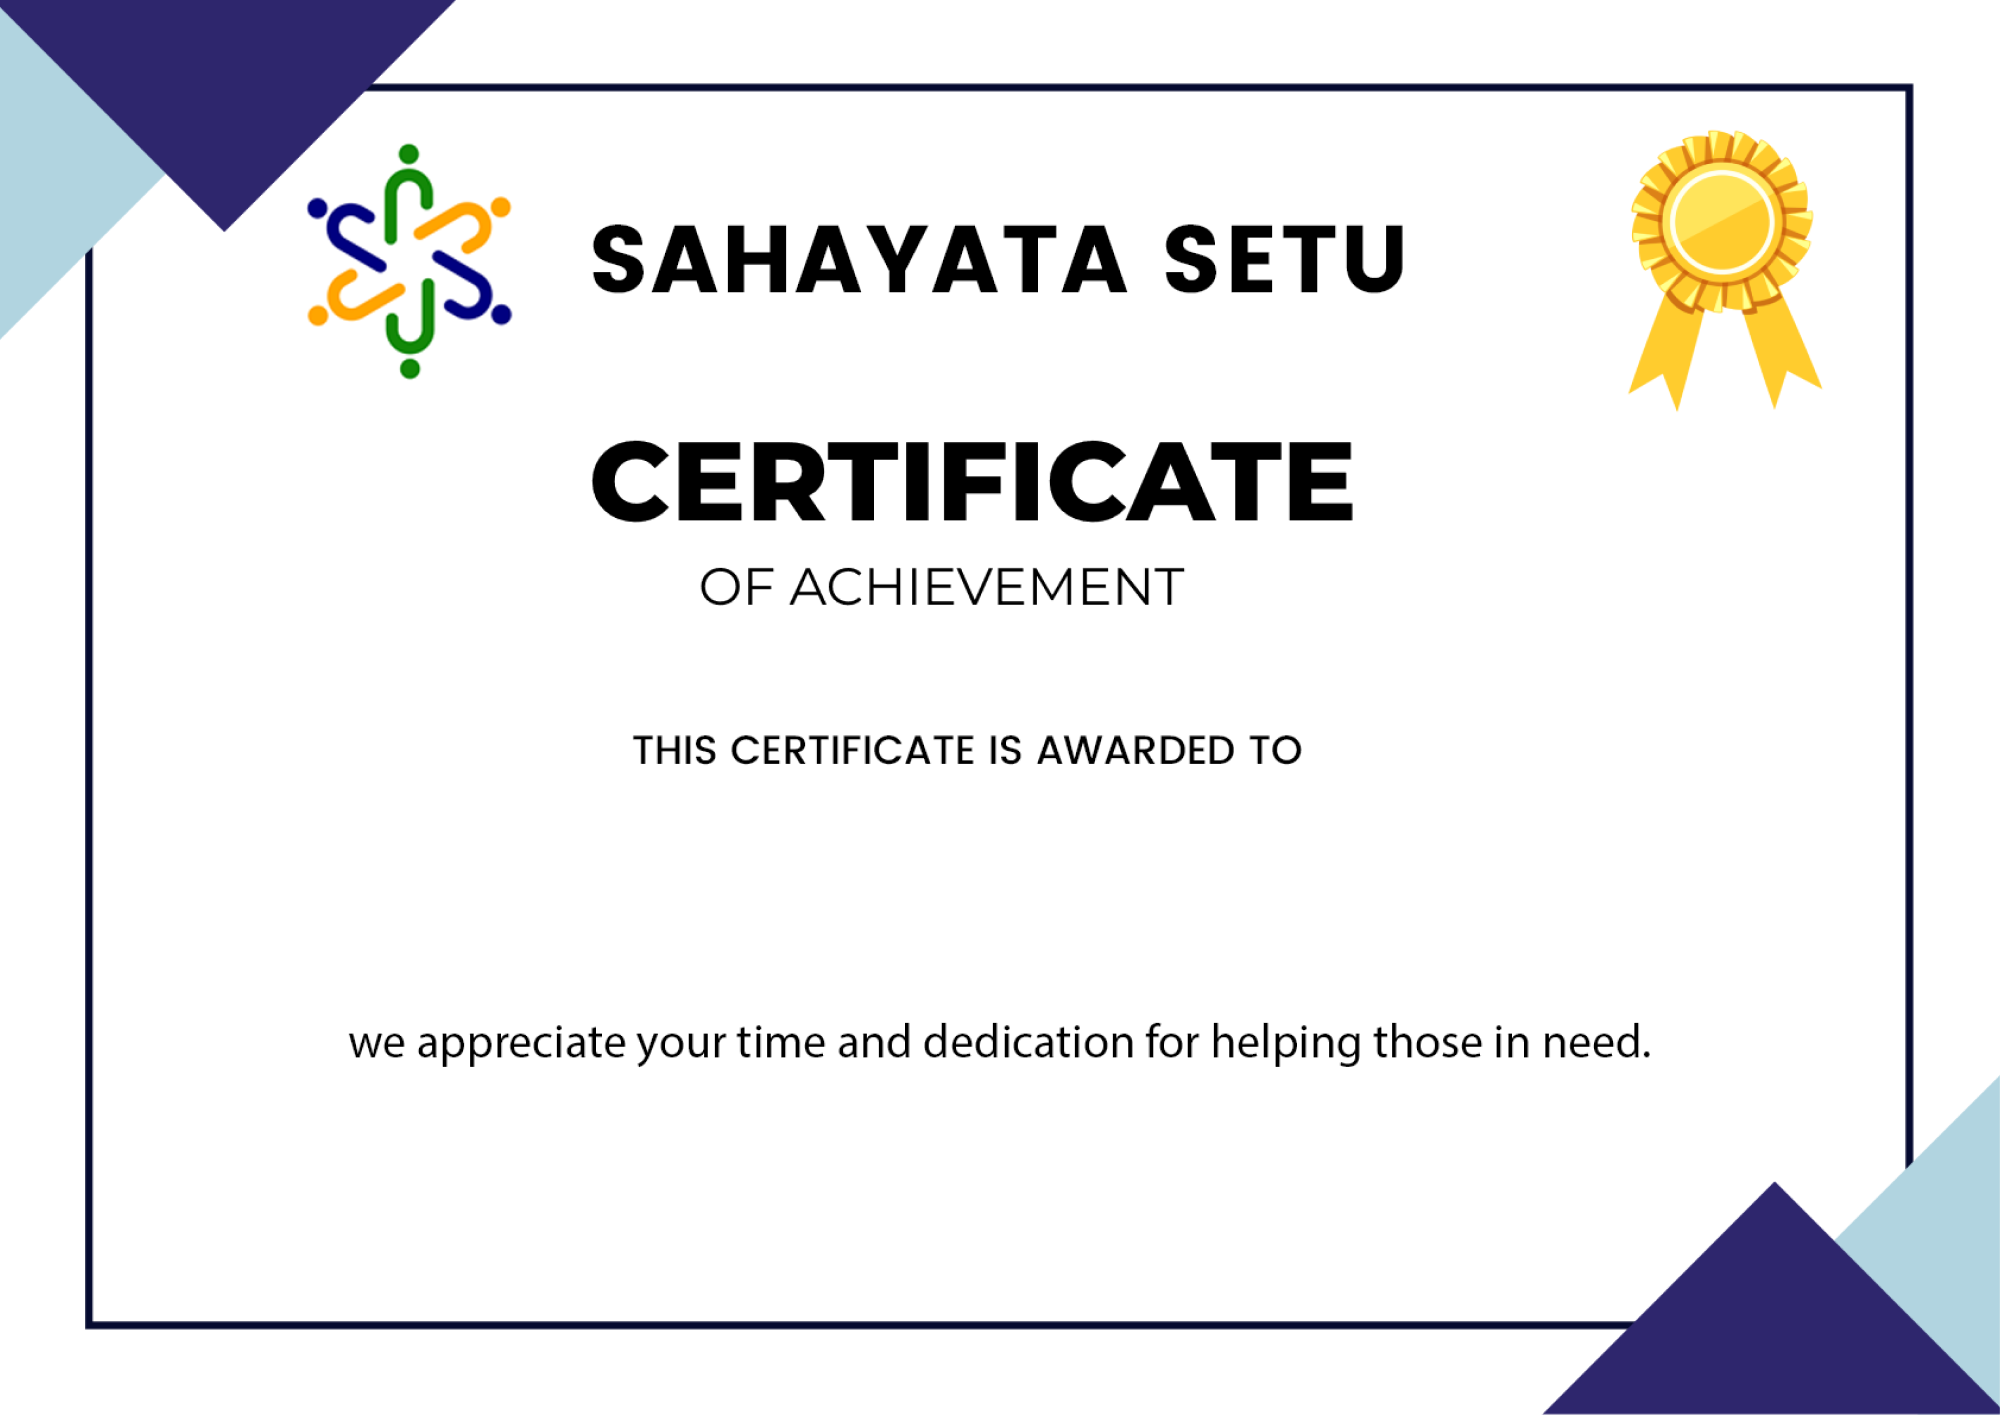 SAHAYATA SETU
CERTIFICATE
OF ACHIEVEMENT
THIS CERTIFICATE IS AWARDED TO
we appreciate your time and dedication for helping those in need.